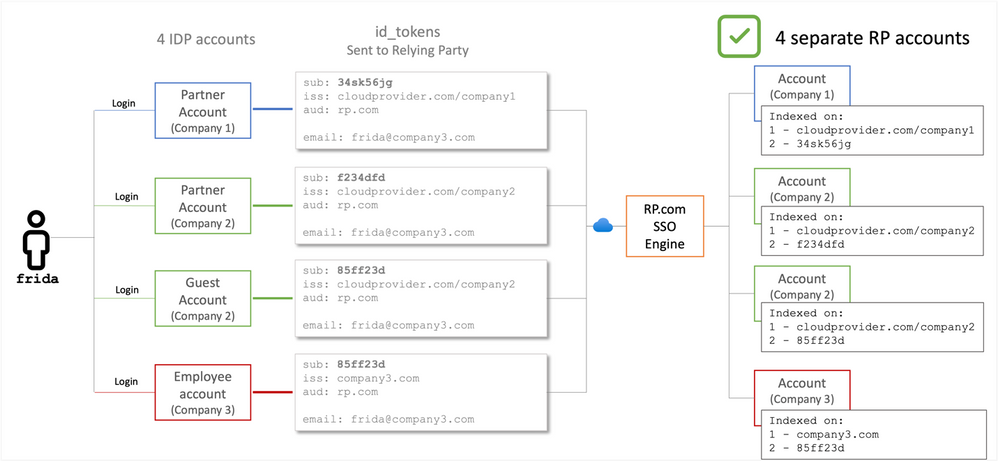 4 IDP accounts
id_tokens
Sent to Relying Party
4 separate RP accounts
frida
Login
Partner
Account
(Company 1)
sub: 34sk56jg
iss: cloudprovider.com/company1
aud: rp.com
email: frida@company3.com
Login
Partner
Account
(Company 2)
sub: f234dfd
iss: cloudprovider.com/company2
aud: rp.com
email: frida@company3.com
Login
Guest
Account
(Company 2)
sub: 85ff23d
iss: cloudprovider.com/company2
aud: rp.com
email: frida@company3.com
Login
Employee
account
(Company 3)
sub: 85ff23d
iss: company3.com
aud: rp.com
email: frida@company3.com
RP.com
SSO
Engine
Account
(Company 1)
Indexed on:
1 - cloudprovider.com/company1
2 - 34sk56jg
Account
(Company 2)
Indexed on:
1 - cloudprovider.com/company2
2 - f234dfd
Account
(Company 2)
Indexed on:
1 - cloudprovider.com/company2
2 - 85ff23d
Account
(Company 3)
Indexed on:
1 - company3.com
2 - 85ff23d